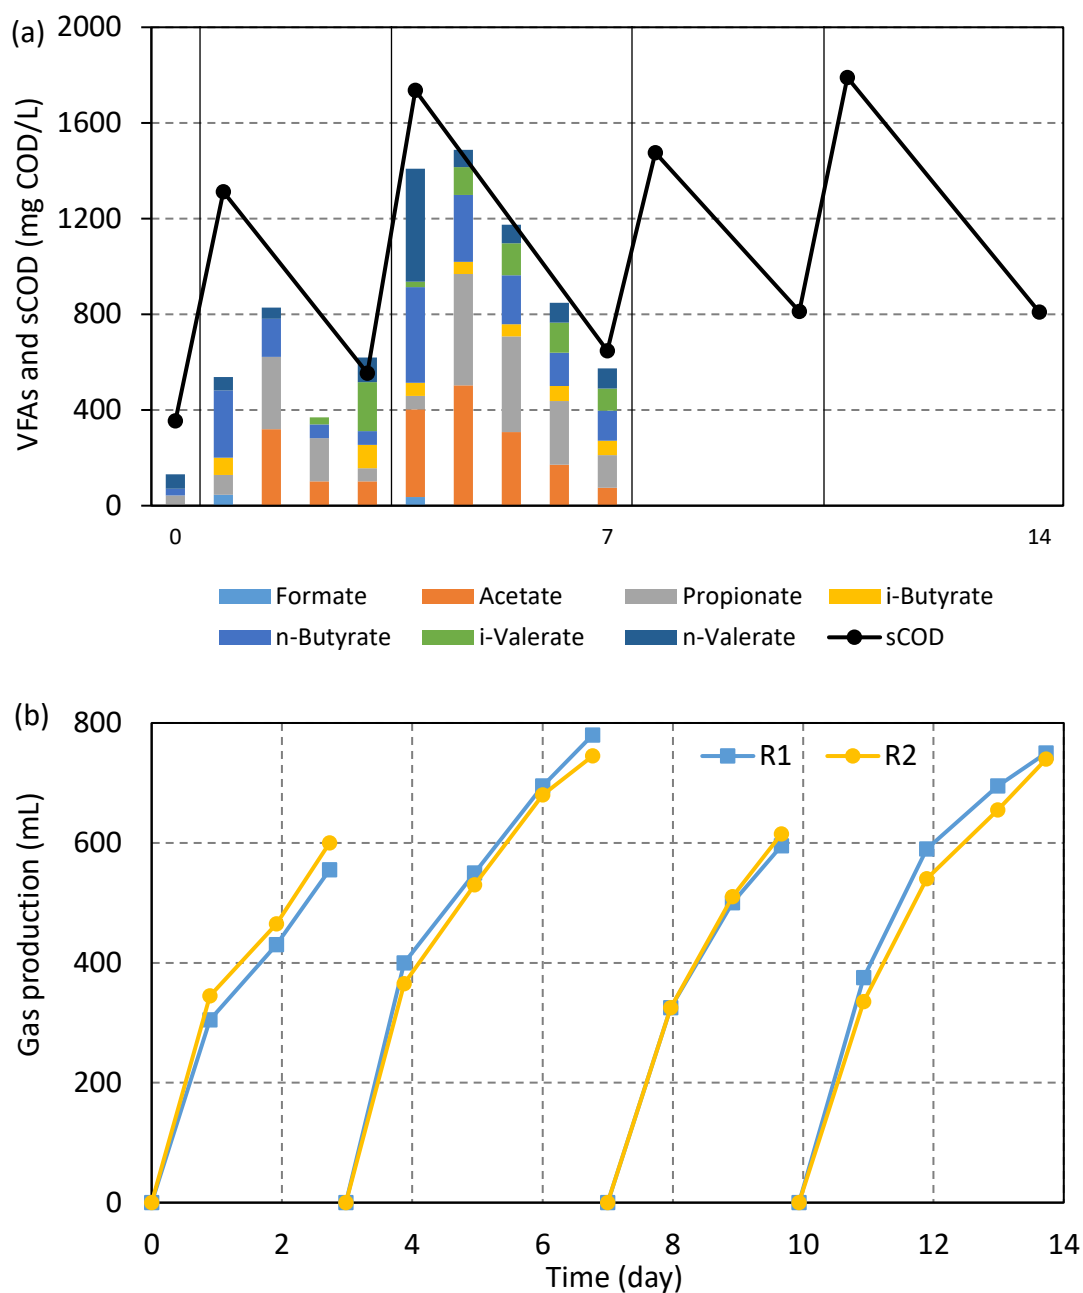 (a)
VFAs and sCOD (mg COD/L)
2000
1600
1200
800
400
0
0 7 14
Formate Acetate Propionate i-Butyrate
n-Butyrate i-Valerate n-Valerate sCOD
(b)
Gas production (mL)
800
600
400
200
0
R1 R2
0 2 4 6 8 10 12 14
Time (day)